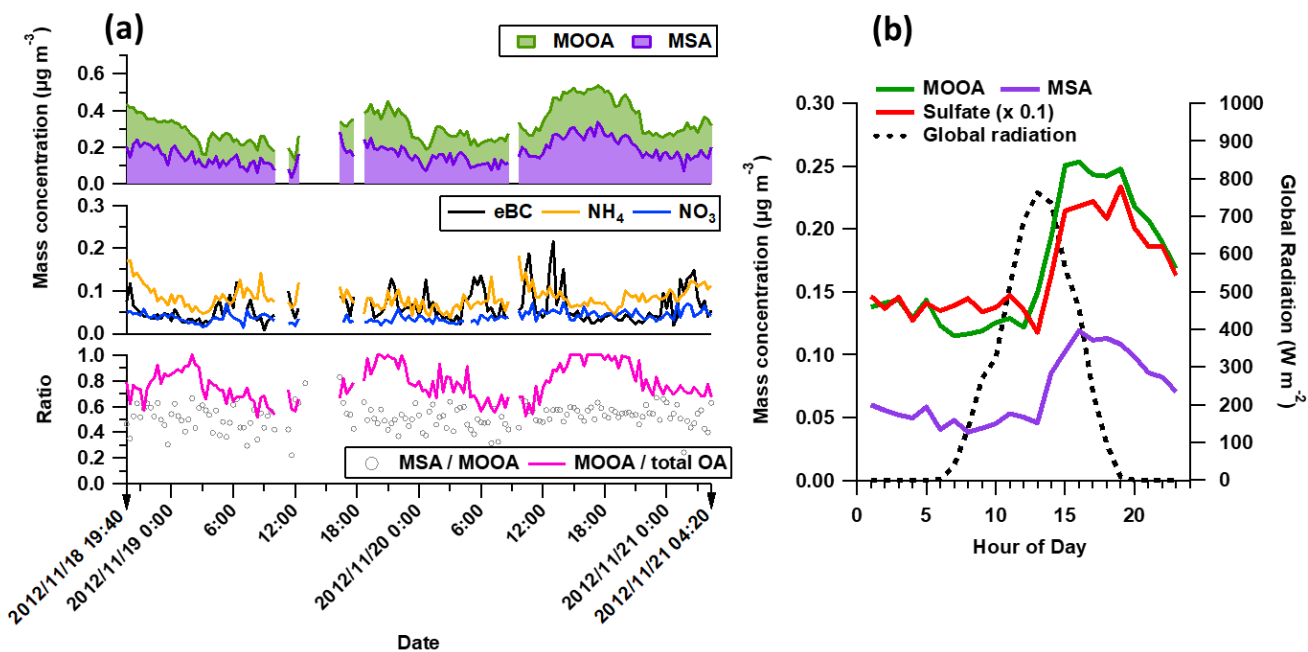 (a)
MOOA MSA
Mass concentration (µg m⁻³)
0.6
0.4
0.2
0.0
eBC NH₄ NO₃
0.3
0.2
0.1
0.0
Ratio
1.0
0.8
0.6
0.4
0.2
0.0
MSA / MOOA MOOA / total OA
2012/11/18 19:40
2012/11/19 0:00
6:00
12:00
18:00
2012/11/20 0:00
6:00
12:00
18:00
2012/11/21 0:00
2012/11/21 04:20
Date
(b)
MOOA MSA
Sulfate (x 0.1)
Global radiation
Mass concentration (µg m⁻³)
0.30
0.25
0.20
0.15
0.10
0.05
0.00
1000
900
800
700
600
500
400
300
200
100
0
Global Radiation (W m⁻²)
0 5 10 15 20
Hour of Day